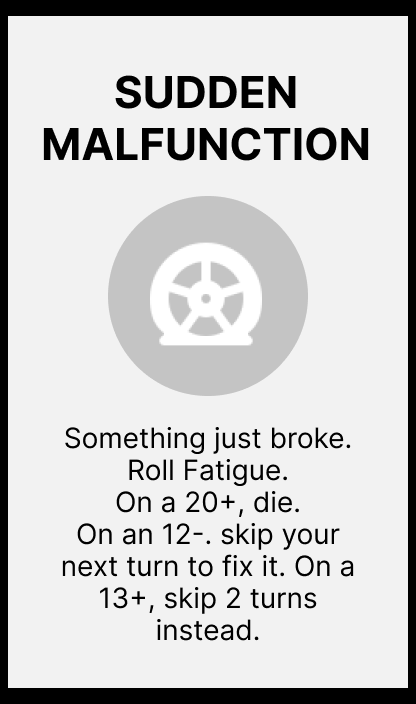 SUDDEN
MALFUNCTION
Something just broke.
Roll Fatigue.
On a 20+, die.
On an 12-. skip your
next turn to fix it. On a
13+, skip 2 turns
instead.